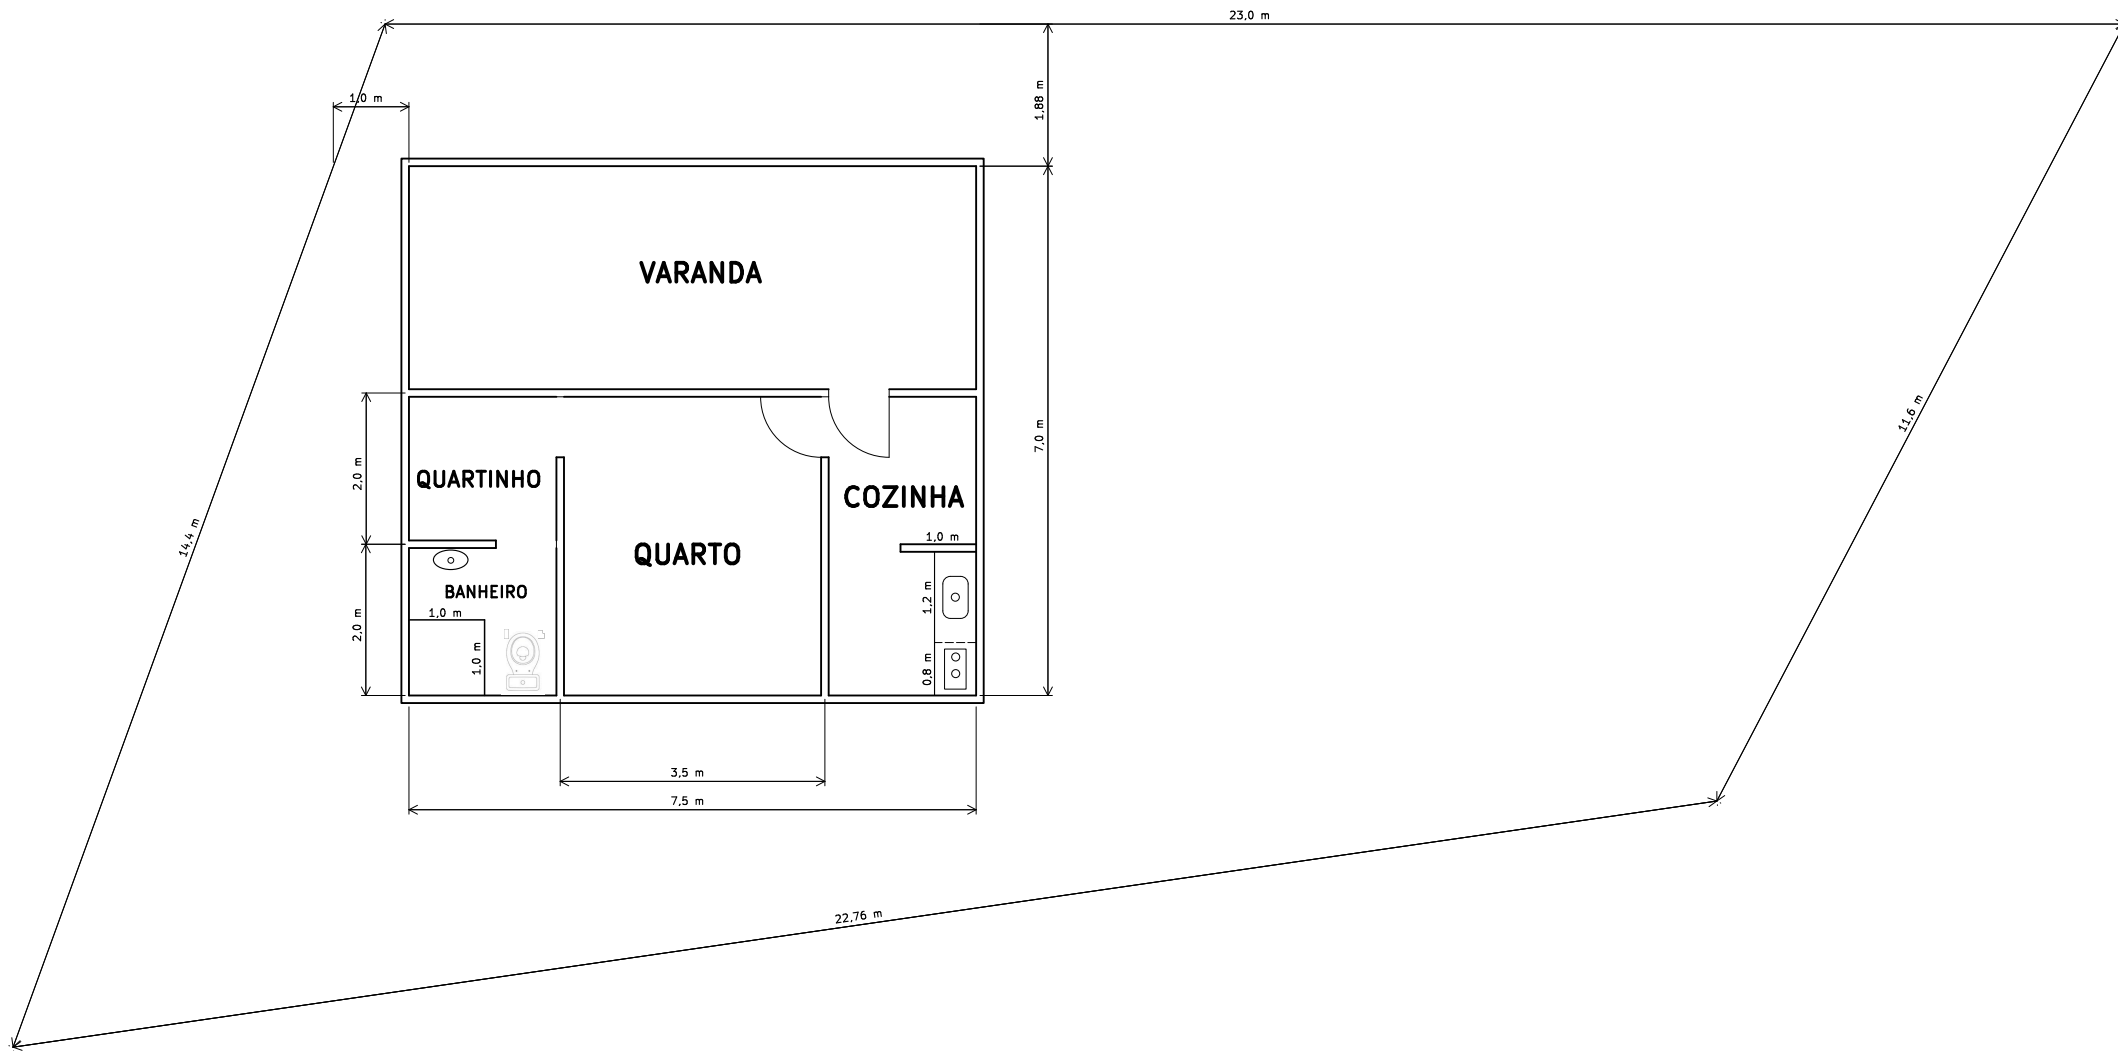 23,0 m
1,0 m
1,88 m
VARANDA
11,6 m
7,0 m
2,0 m
QUARTINHO
COZINHA
14,4 m
1,0 m
QUARTO
BANHEIRO
1,2 m
1,0 m
2,0 m
1,0 m
0,8 m
3,5 m
7,5 m
22,76 m